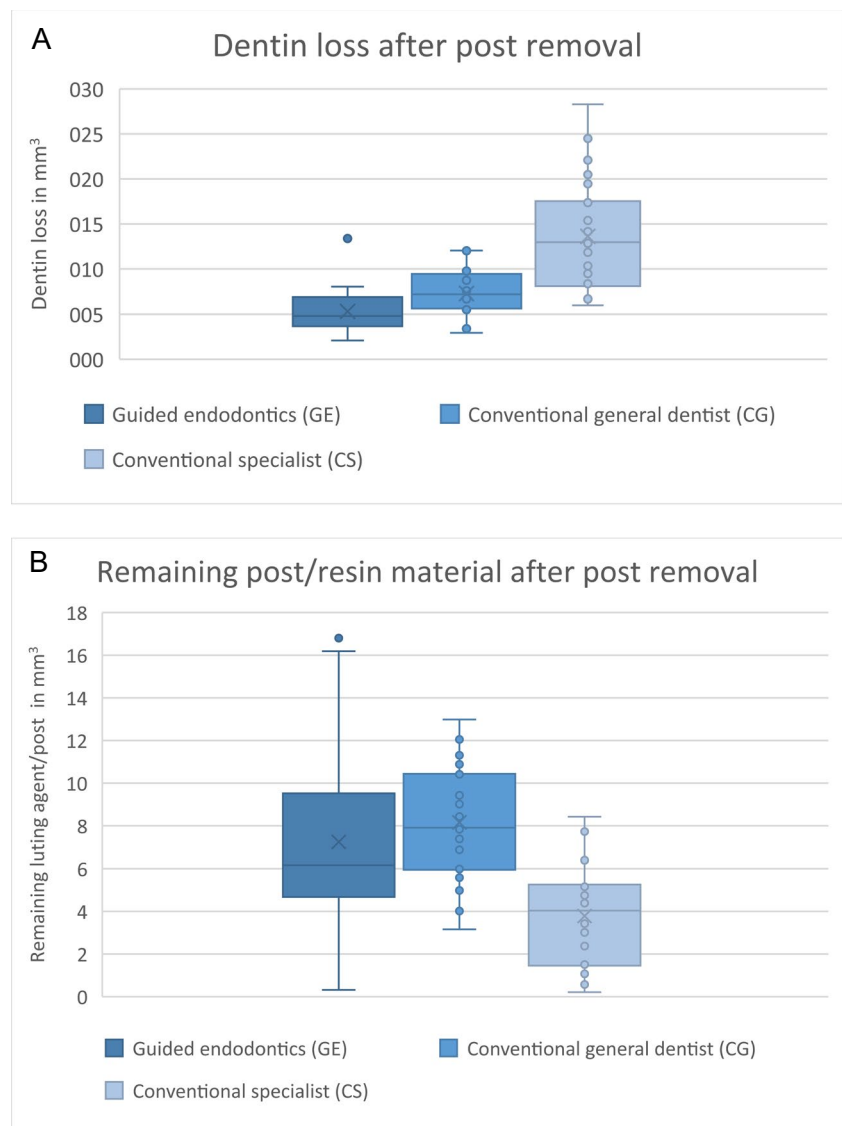 A
Dentin loss after post removal
Dentin loss in mm³
030
025
020
015
010
005
000
Guided endodontics (GE)
Conventional general dentist (CG)
Conventional specialist (CS)
B
Remaining post/resin material after post removal
Remaining luting agent/post in mm³
18
16
14
12
10
8
6
4
2
0
Guided endodontics (GE)
Conventional general dentist (CG)
Conventional specialist (CS)